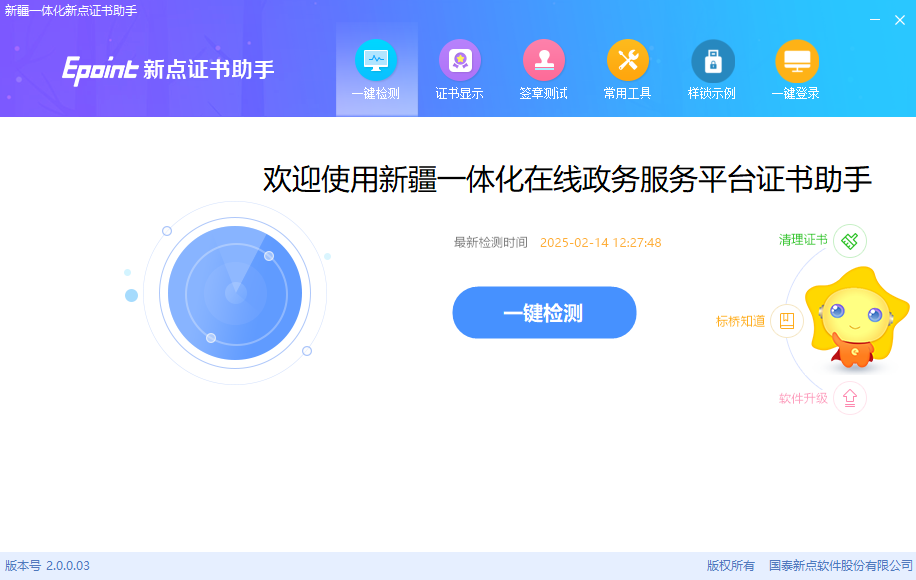 新疆一体化新点证书助手
Epoint 新点证书助手
一键检测 证书显示 签章测试 常用工具 样锁示例 一键登录
欢迎使用新疆一体化在线政务服务平台证书助手
最新检测时间 2025-02-14 12:27:48
清理证书
一键检测
标桥知道
软件升级
版本号 2.0.0.03
版权所有 国泰新点软件股份有限公司